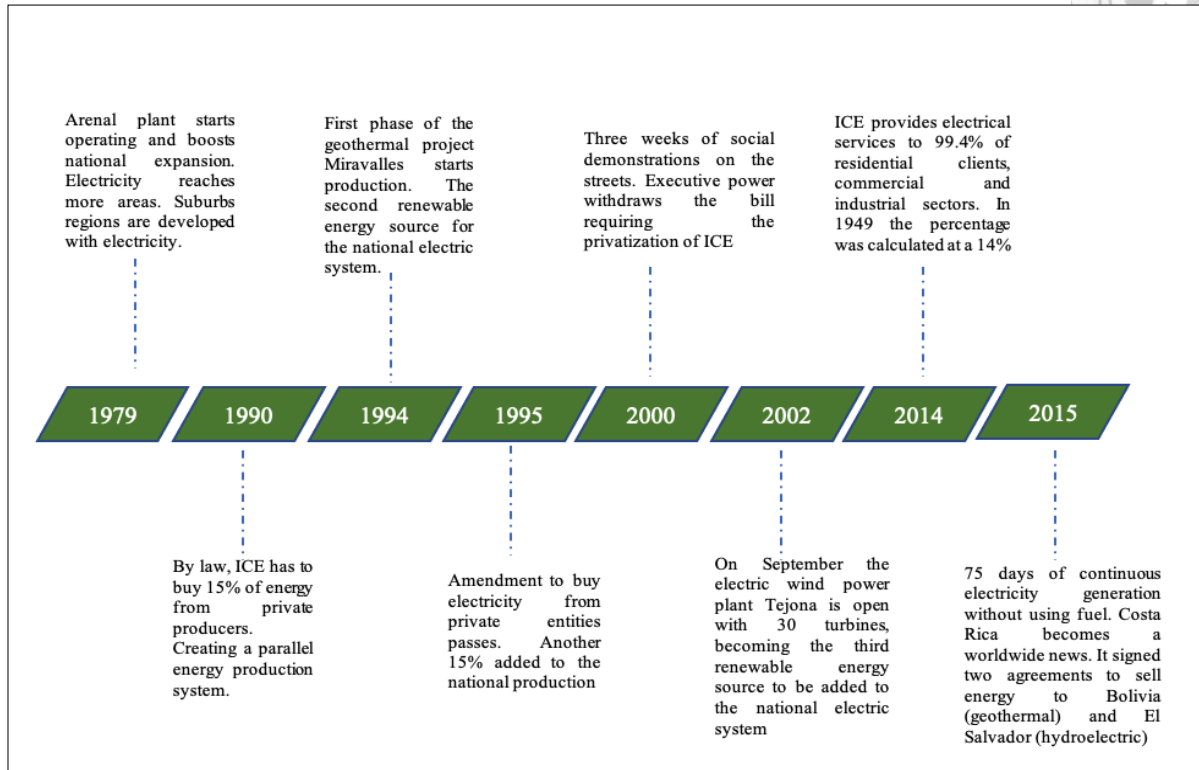 Arenal plant starts
operating and boosts
national expansion.
Electricity reaches
more areas. Suburbs
regions are developed
with electricity.
First phase of the
geothermal project
Miravalles starts
production. The
second renewable
energy source for
the national electric
system.
Three weeks of social
demonstrations on the
streets. Executive power
withdraws the bill
requiring the
privatization of ICE
ICE provides electrical
services to 99.4% of
residential clients,
commercial and
industrial sectors. In
1949 the percentage
was calculated at a 14%
1979
1990
1994
1995
2000
2002
2014
2015
By law, ICE has to
buy 15% of energy
from private
producers.
Creating a parallel
energy production
system.
Amendment to buy
electricity from
private entities
passes. Another
15% added to the
national production
On September the
electric wind power
plant Tejona is open
with 30 turbines,
becoming the third
renewable energy
source to be added to
the national electric
system
75 days of continuous
electricity generation
without using fuel. Costa
Rica becomes a
worldwide news. It signed
two agreements to sell
energy to Bolivia
(geothermal) and El
Salvador (hydroelectric)